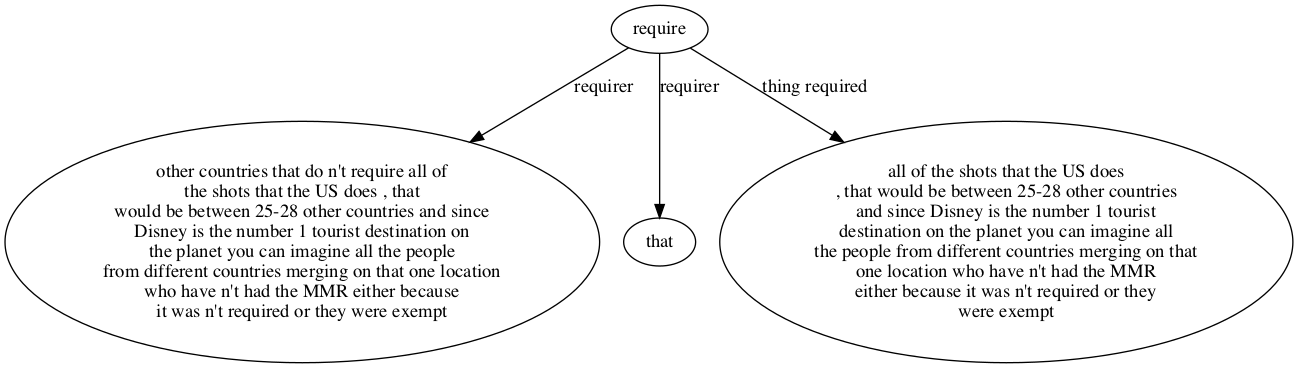 require
requirer
requirer
thing required
other countries that do n't require all of
the shots that the US does , that
would be between 25-28 other countries and since
Disney is the number 1 tourist destination on
the planet you can imagine all the people
from different countries merging on that one location
who have n't had the MMR either because
it was n't required or they were exempt
that
all of the shots that the US does
, that would be between 25-28 other countries
and since Disney is the number 1 tourist
destination on the planet you can imagine all
the people from different countries merging on that
one location who have n't had the MMR
either because it was n't required or they
were exempt